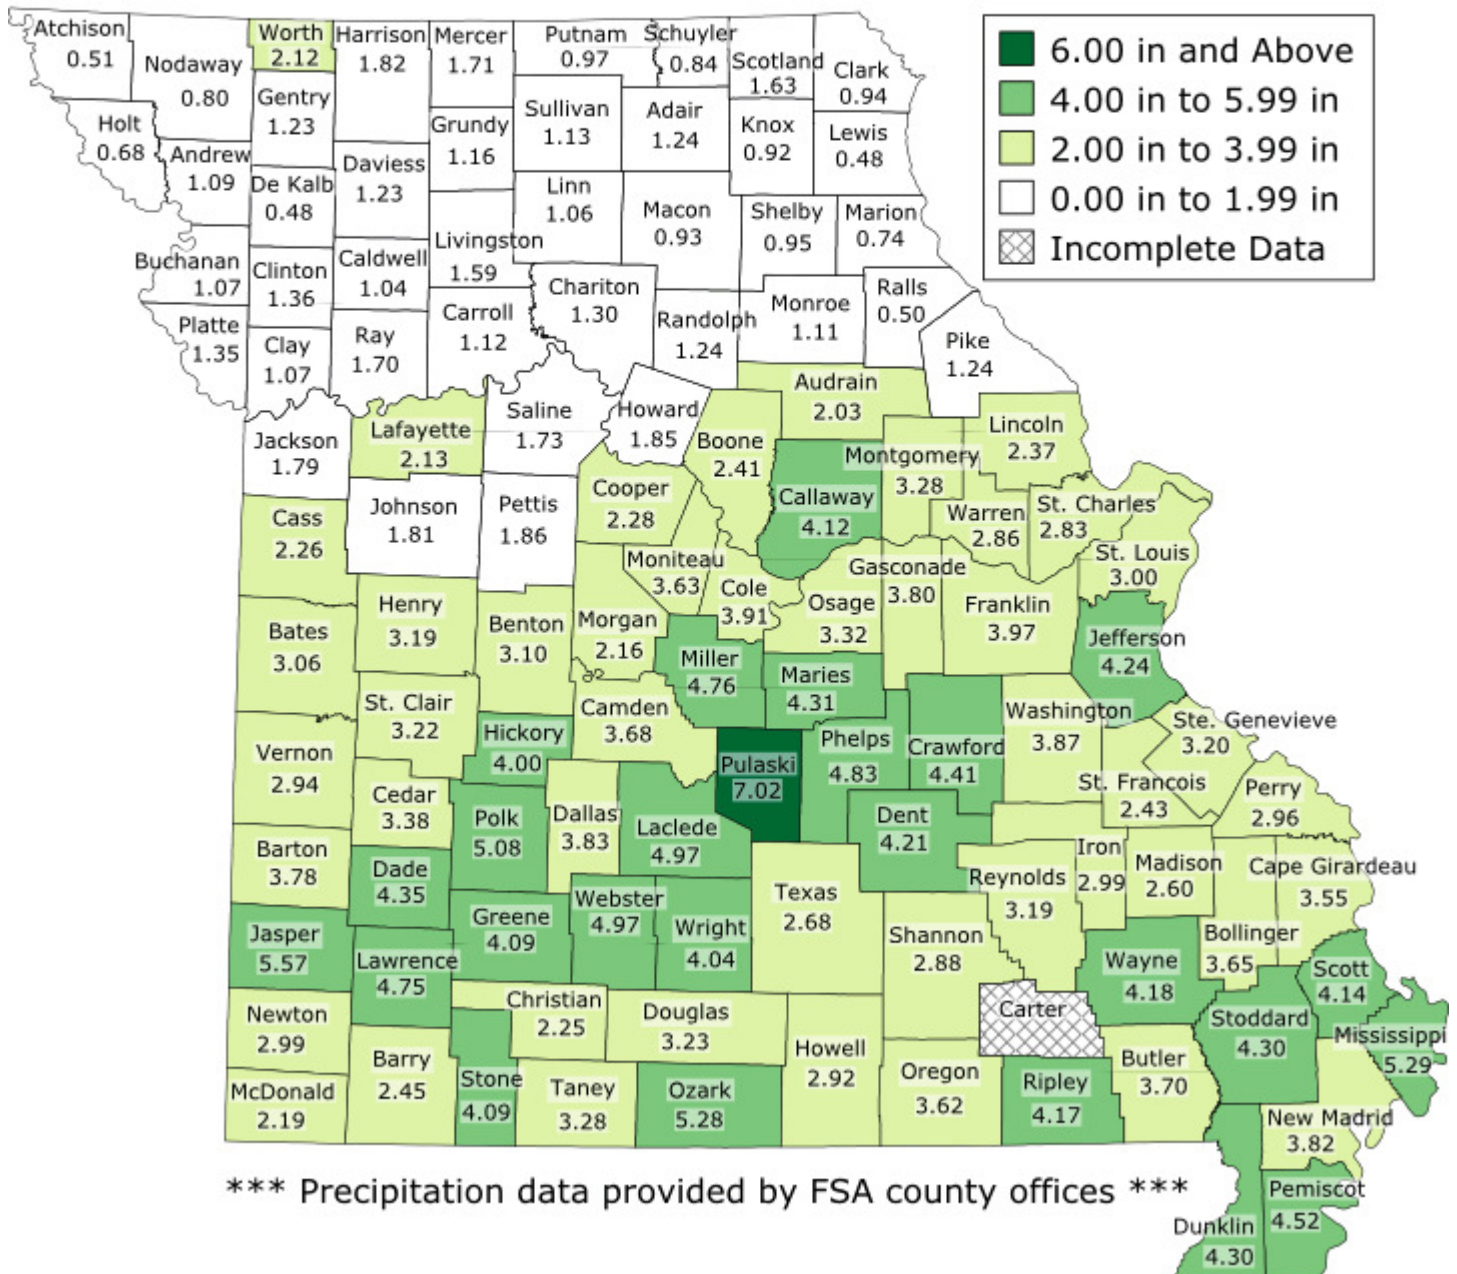 Atchison
0.51
Nodaway
0.80
Worth
2.12
Harrison
1.82
Mercer
1.71
Putnam
0.97
Schuyler
0.84
Scotland
1.63
Clark
0.94
6.00 in and Above
4.00 in to 5.99 in
2.00 in to 3.99 in
0.00 in to 1.99 in
Incomplete Data
Holt
0.68
Andrew
1.09
Gentry
1.23
De Kalb
0.48
Daviess
1.23
Grundy
1.16
Sullivan
1.13
Adair
1.24
Knox
0.92
Lewis
0.48
Linn
1.06
Macon
0.93
Shelby
0.95
Marion
0.74
Buchanan
1.07
Clinton
1.36
Caldwell
1.04
Livingston
1.59
Chariton
1.30
Randolph
1.24
Monroe
1.11
Ralls
0.50
Pike
1.24
Platte
1.35
Clay
1.07
Ray
1.70
Carroll
1.12
Jackson
1.79
Lafayette
2.13
Saline
1.73
Howard
1.85
Boone
2.41
Audrain
2.03
Callaway
4.12
Montgomery
3.28
Lincoln
2.37
Warren
2.86
St. Charles
2.83
St. Louis
3.00
Cass
2.26
Johnson
1.81
Pettis
1.86
Cooper
2.28
Moniteau
3.63
Cole
3.91
Osage
3.32
Gasconade
3.80
Franklin
3.97
Jefferson
4.24
Bates
3.06
Henry
3.19
Benton
3.10
Morgan
2.16
Miller
4.76
Maries
4.31
St. Clair
3.22
Hickory
4.00
Camden
3.68
Pulaski
7.02
Phelps
4.83
Crawford
4.41
Washington
3.87
Ste. Genevieve
3.20
St. Francois
2.43
Perry
2.96
Vernon
2.94
Cedar
3.38
Polk
5.08
Dallas
3.83
Laclede
4.97
Dent
4.21
Iron
2.99
Madison
2.60
Cape Girardeau
3.55
Barton
3.78
Dade
4.35
Greene
4.09
Webster
4.97
Wright
4.04
Texas
2.68
Reynolds
3.19
Shannon
2.88
Wayne
4.18
Bollinger
3.65
Scott
4.14
Jasper
5.57
Lawrence
4.75
Christian
2.25
Douglas
3.23
Howell
2.92
Carter
Stoddard
4.30
Mississippi
5.29
Newton
2.99
Barry
2.45
Stone
4.09
Taney
3.28
Ozark
5.28
Oregon
3.62
Ripley
4.17
Butler
3.70
New Madrid
3.82
McDonald
2.19
*** Precipitation data provided by FSA county offices ***
Dunklin
4.30
Pemiscot
4.52